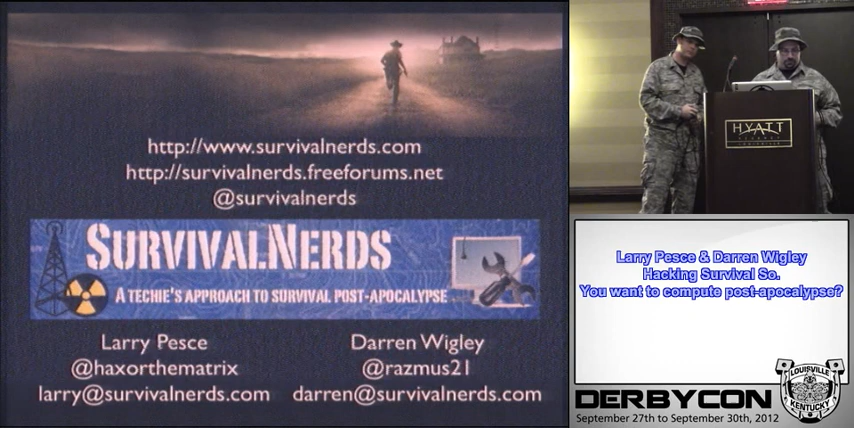 http://www.survivalnerds.com
http://survivalnerds.freeforums.net
@survivalnerds
SURVIVALNERDS
A TECHIE'S APPROACH TO SURVIVAL POST-APOCALYPSE
Larry Pesce
@haxorthematrix
larry@survivalnerds.com
Darren Wigley
@razmus21
darren@survivalnerds.com
HYATT
Larry Pesce & Darren Wigley
Hacking Survival So.
You want to compute post-apocalypse?
DERBYCON
September 27th to September 30th, 2012
LOUISVILLE
KENTUCKY